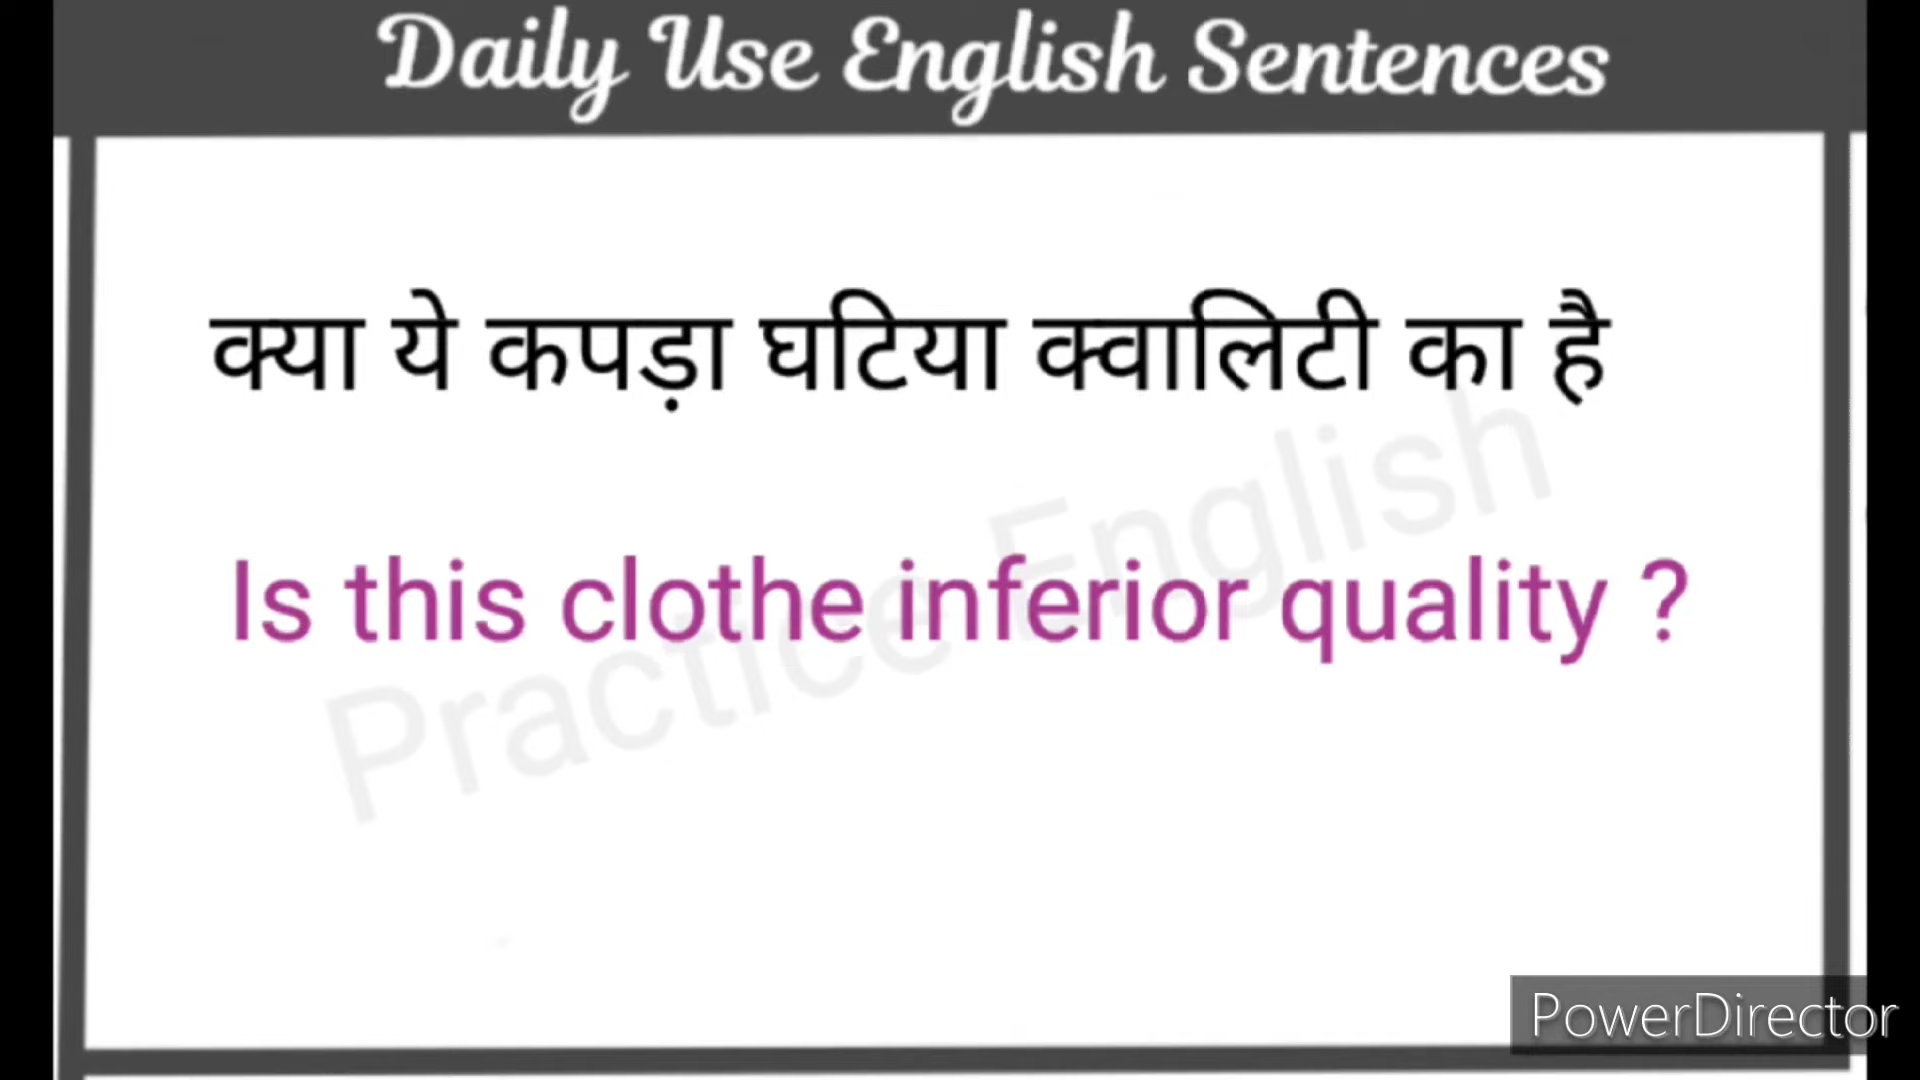 Daily Use English Sentences
क्या ये कपड़ा घटिया क्वालिटी का है
Is this clothe inferior quality ?
Practice English
PowerDirector